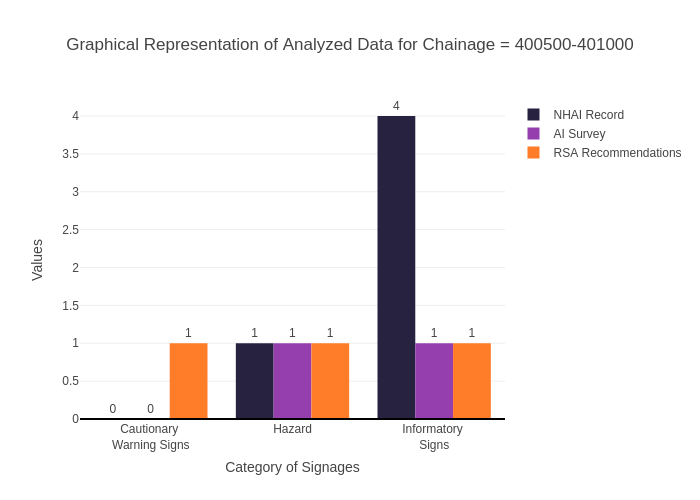 Graphical Representation of Analyzed Data for Chainage = 400500-401000
4
NHAI Record
AI Survey
RSA Recommendations
4
3.5
3
2.5
2
1.5
1
0.5
0
Values
0
0
1
1
1
1
1
1
Cautionary
Warning Signs
Hazard
Informatory
Signs
Category of Signages